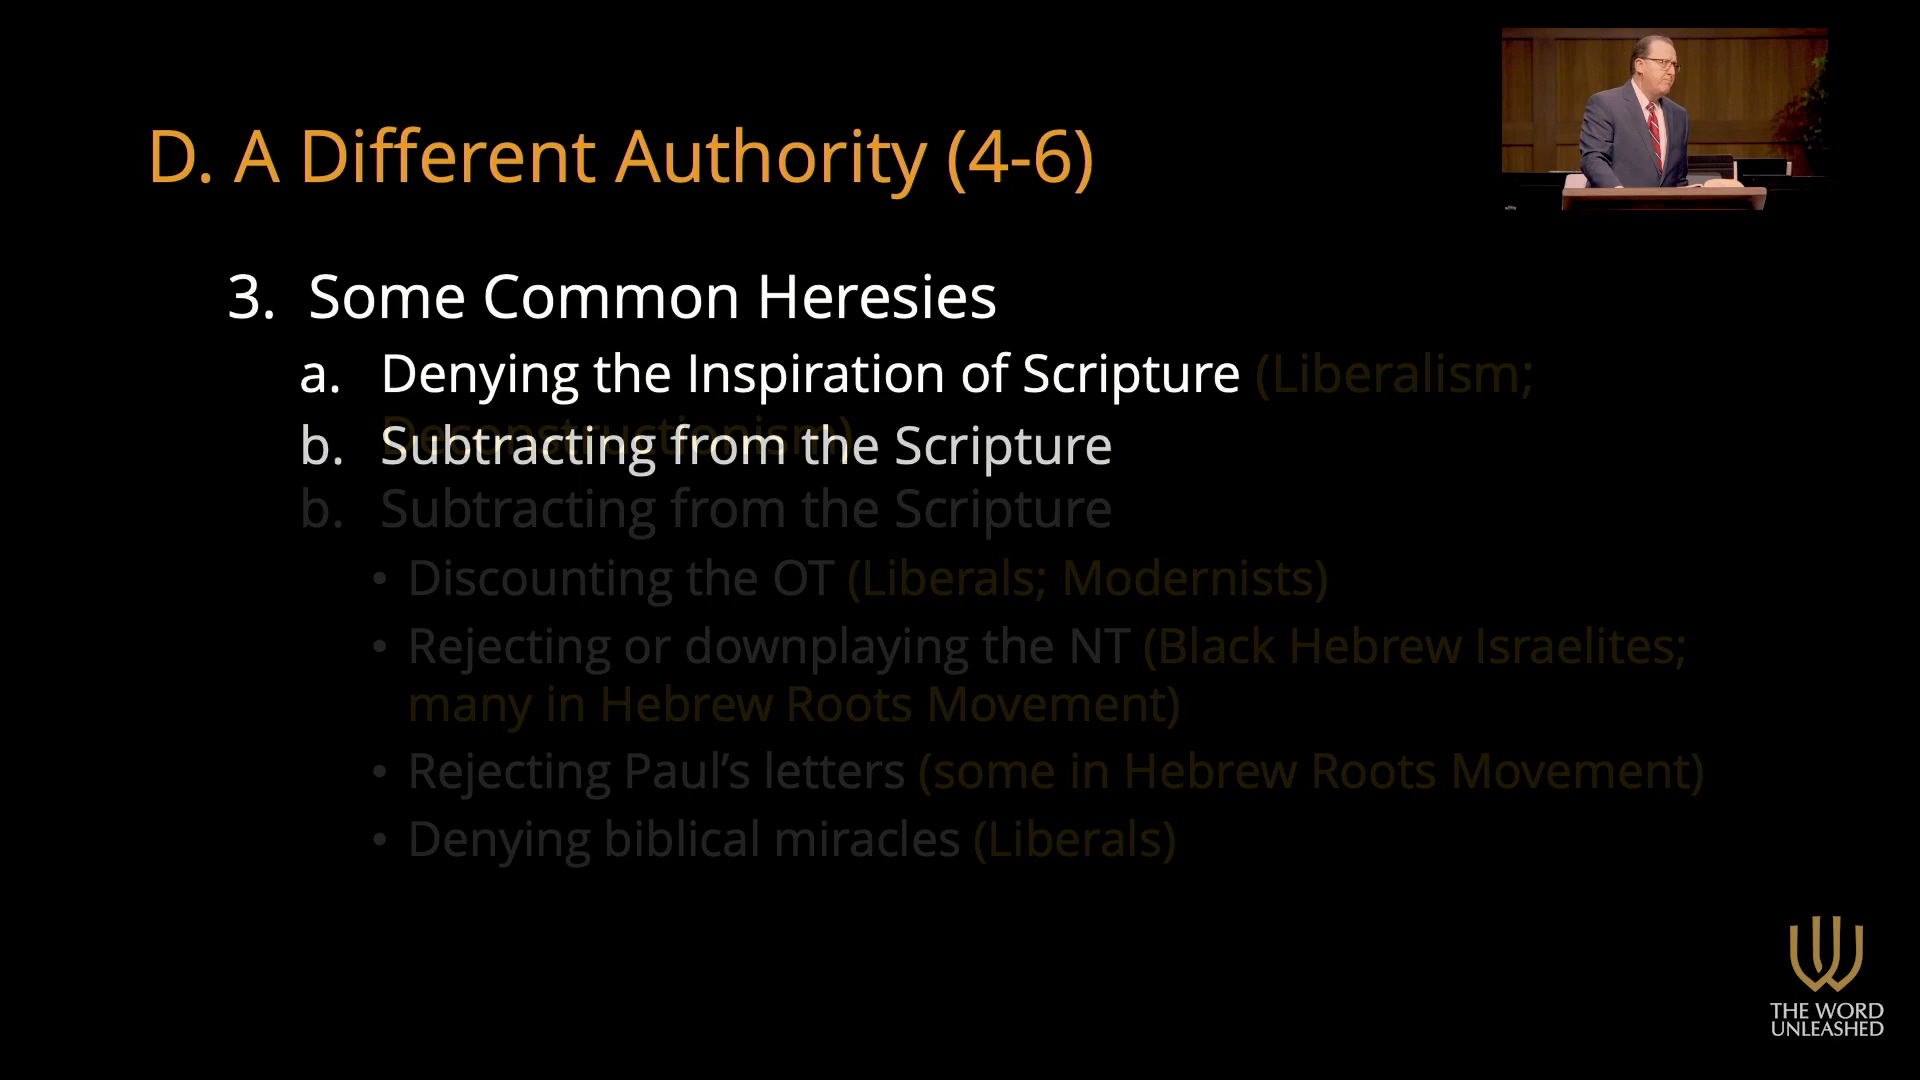 D. A Different Authority (4-6)
3. Some Common Heresies
a. Denying the Inspiration of Scripture (Liberalism;
Deconstructionism)
b. Subtracting from the Scripture
b. Subtracting from the Scripture
• Discounting the OT (Liberals; Modernists)
• Rejecting or downplaying the NT (Black Hebrew Israelites;
many in Hebrew Roots Movement)
• Rejecting Paul’s letters (some in Hebrew Roots Movement)
• Denying biblical miracles (Liberals)
THE WORD
UNLEASHED